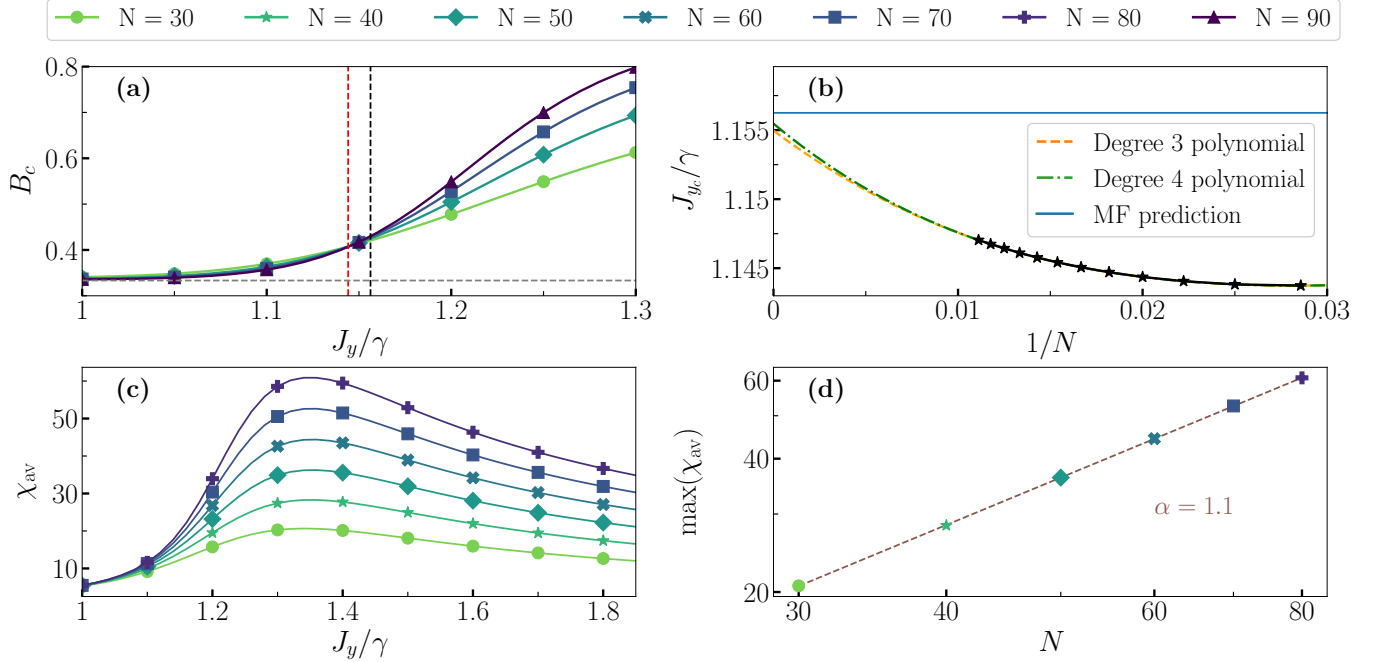 N = 30 N = 40 N = 50 N = 60 N = 70 N = 80 N = 90
(a)
B_c
0.8
0.6
0.4
1 1.1 1.2 1.3
J_y/γ
(b)
J_{y_c}/γ
1.155
1.15
1.145
Degree 3 polynomial
Degree 4 polynomial
MF prediction
0 0.01 0.02 0.03
1/N
(c)
χ_av
50
30
10
1 1.2 1.4 1.6 1.8
J_y/γ
(d)
max(χ_av)
60
40
20
α = 1.1
30 40 60 80
N